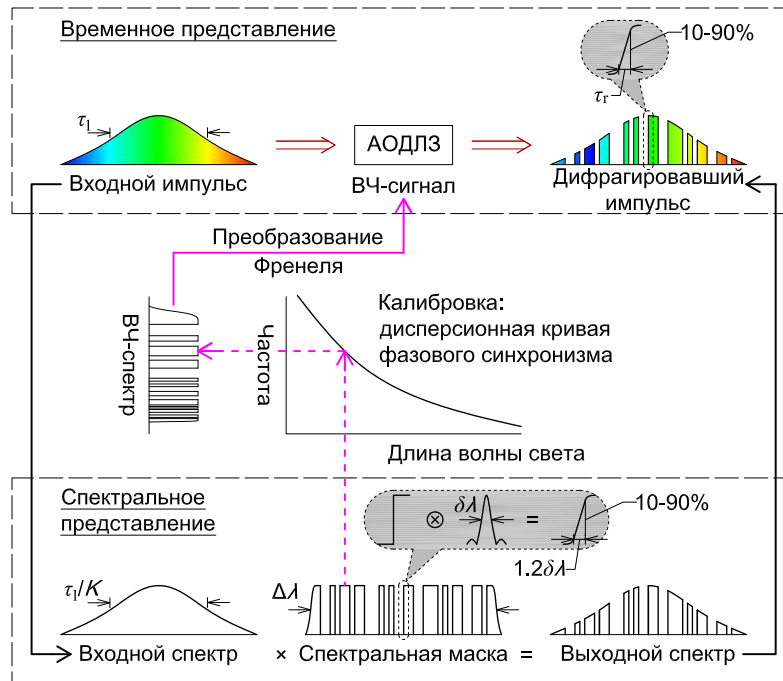 Временное представление
10-90%
τr
τ1
АОДЛЗ
Входной импульс
ВЧ-сигнал
Дифрагировавший
импульс
Преобразование
Френеля
ВЧ-спектр
Частота
Калибровка:
дисперсионная кривая
фазового синхронизма
Длина волны света
Спектральное
представление
δλ
⊗
=
10-90%
1.2δλ
τ1/K
Δλ
Входной спектр × Спектральная маска = Выходной спектр